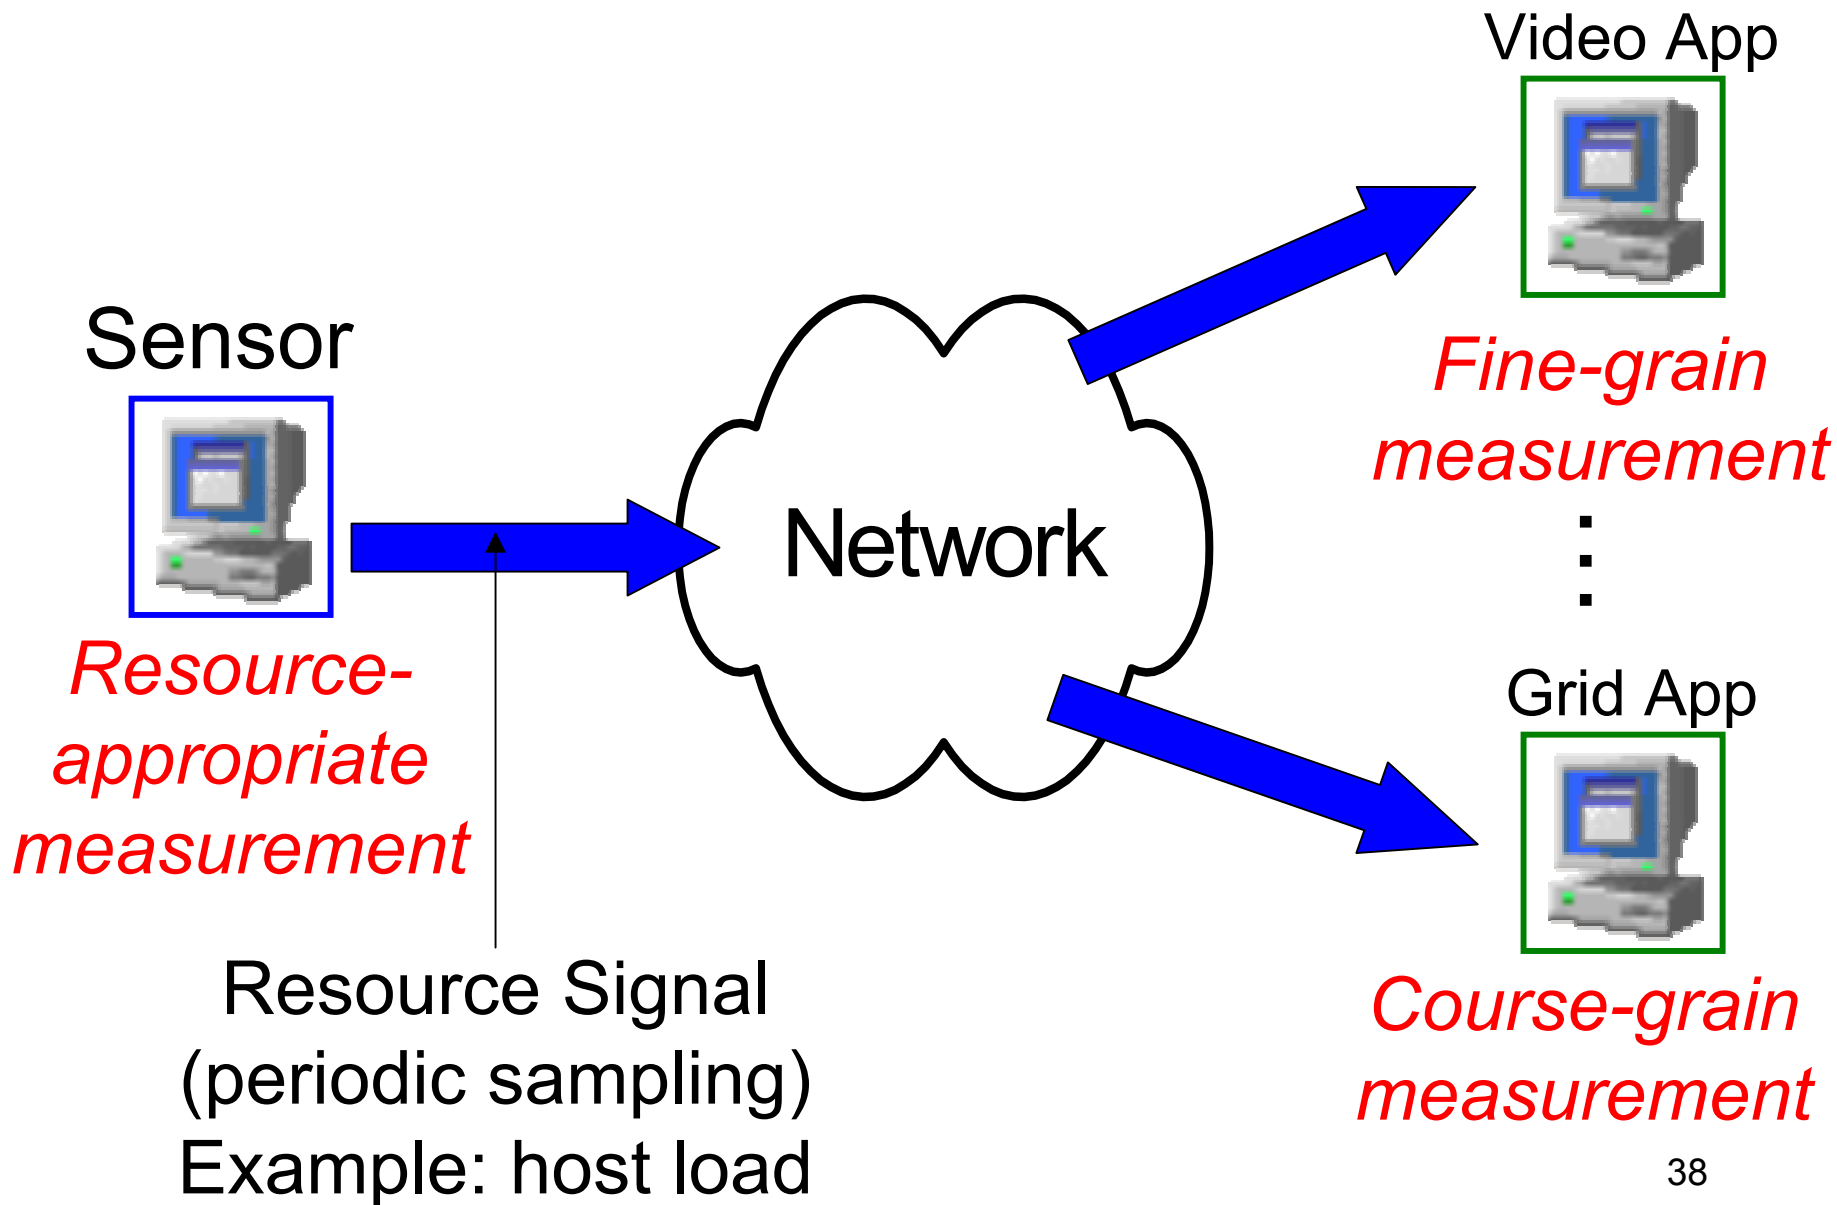 Video App
Fine-grain
measurement
Sensor
Resource-
appropriate
measurement
Network
Grid App
Course-grain
measurement
Resource Signal
(periodic sampling)
Example: host load
38